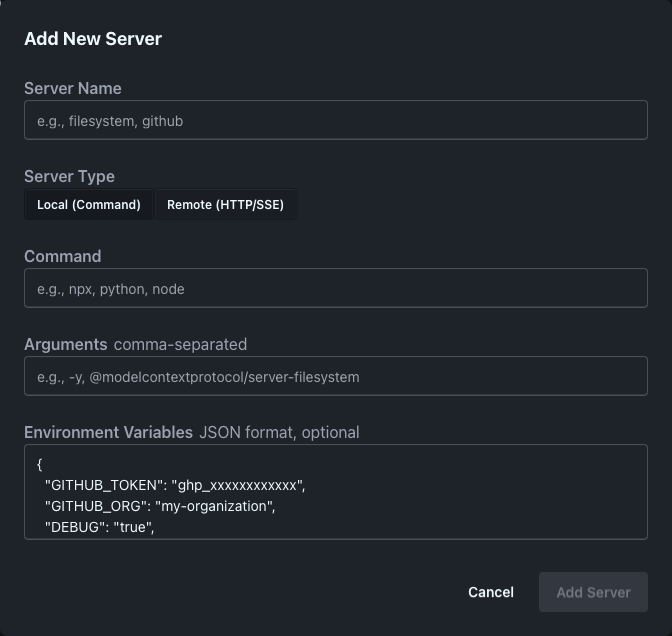 Add New Server
Server Name
e.g., filesystem, github
Server Type
Local (Command) Remote (HTTP/SSE)
Command
e.g., npx, python, node
Arguments comma-separated
e.g., -y, @modelcontextprotocol/server-filesystem
Environment Variables JSON format, optional
{
"GITHUB_TOKEN": "ghp_xxxxxxxxxxxx",
"GITHUB_ORG": "my-organization",
"DEBUG": "true",
Cancel Add Server